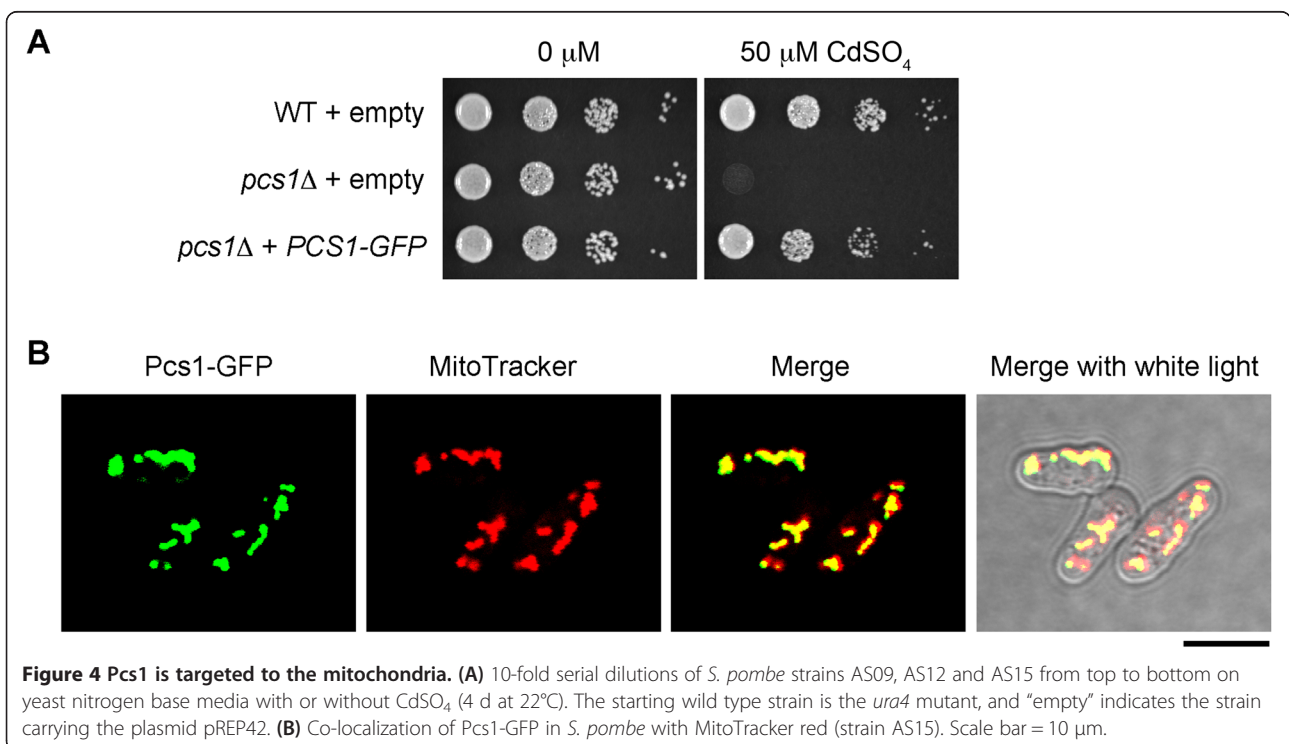 A
0 μM 50 μM CdSO₄
WT + empty
pcs1Δ + empty
pcs1Δ + PCS1-GFP
B
Pcs1-GFP MitoTracker Merge Merge with white light
Figure 4 Pcs1 is targeted to the mitochondria. (A) 10-fold serial dilutions of S. pombe strains AS09, AS12 and AS15 from top to bottom on
yeast nitrogen base media with or without CdSO₄ (4 d at 22°C). The starting wild type strain is the ura4 mutant, and “empty” indicates the strain
carrying the plasmid pREP42. (B) Co-localization of Pcs1-GFP in S. pombe with MitoTracker red (strain AS15). Scale bar = 10 μm.